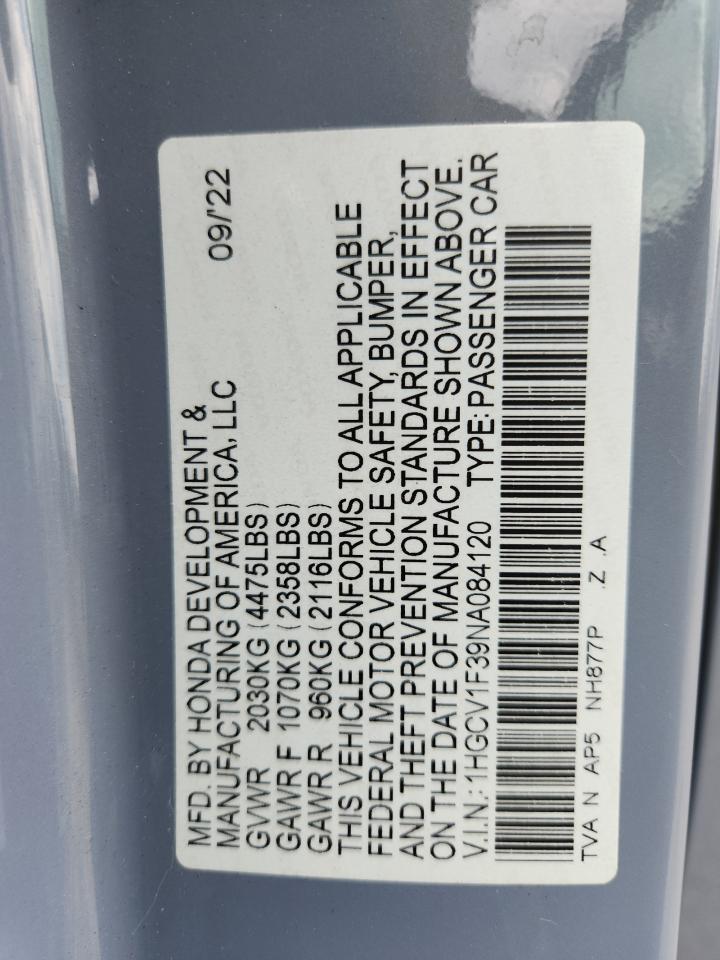 MFD. BY HONDA DEVELOPMENT &
MANUFACTURING OF AMERICA, LLC 09/'22
GVWR 2030KG (4475LBS)
GAWR F 1070KG (2358LBS)
GAWR R 960KG (2116LBS)
THIS VEHICLE CONFORMS TO ALL APPLICABLE
FEDERAL MOTOR VEHICLE SAFETY, BUMPER,
AND THEFT PREVENTION STANDARDS IN EFFECT
ON THE DATE OF MANUFACTURE SHOWN ABOVE.
V.I.N.: 1HGCV1F39NA084120 TYPE: PASSENGER CAR
TVA N AP5 NH877P .Z .A